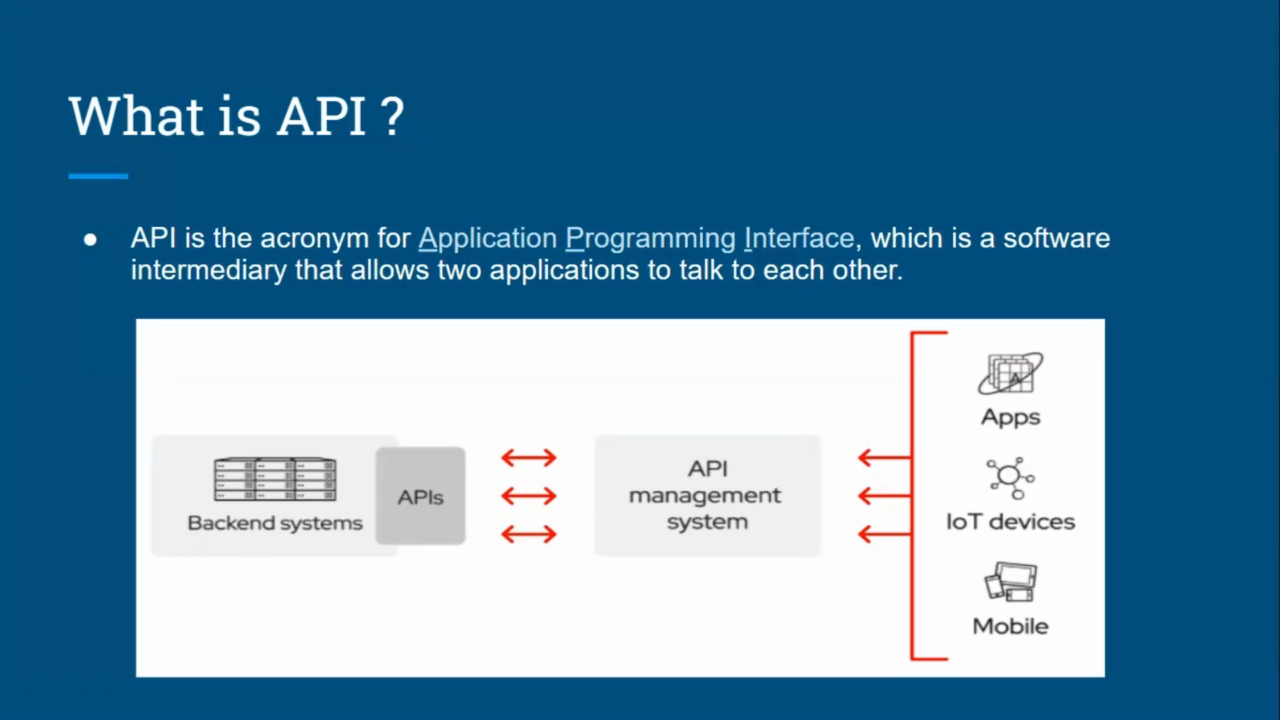 What is API ?
● API is the acronym for Application Programming Interface, which is a software
intermediary that allows two applications to talk to each other.
Backend systems
APIs
API
management
system
Apps
IoT devices
Mobile